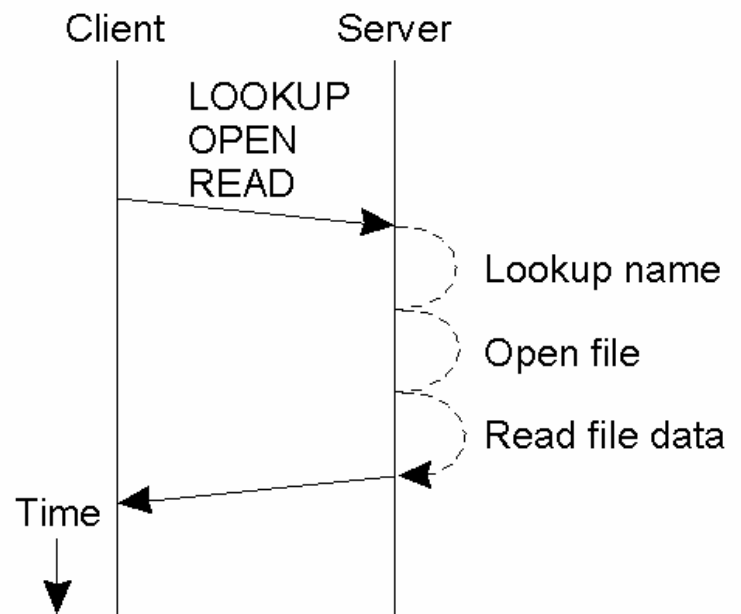 Client
Server
LOOKUP
OPEN
READ
Lookup name
Open file
Read file data
Time